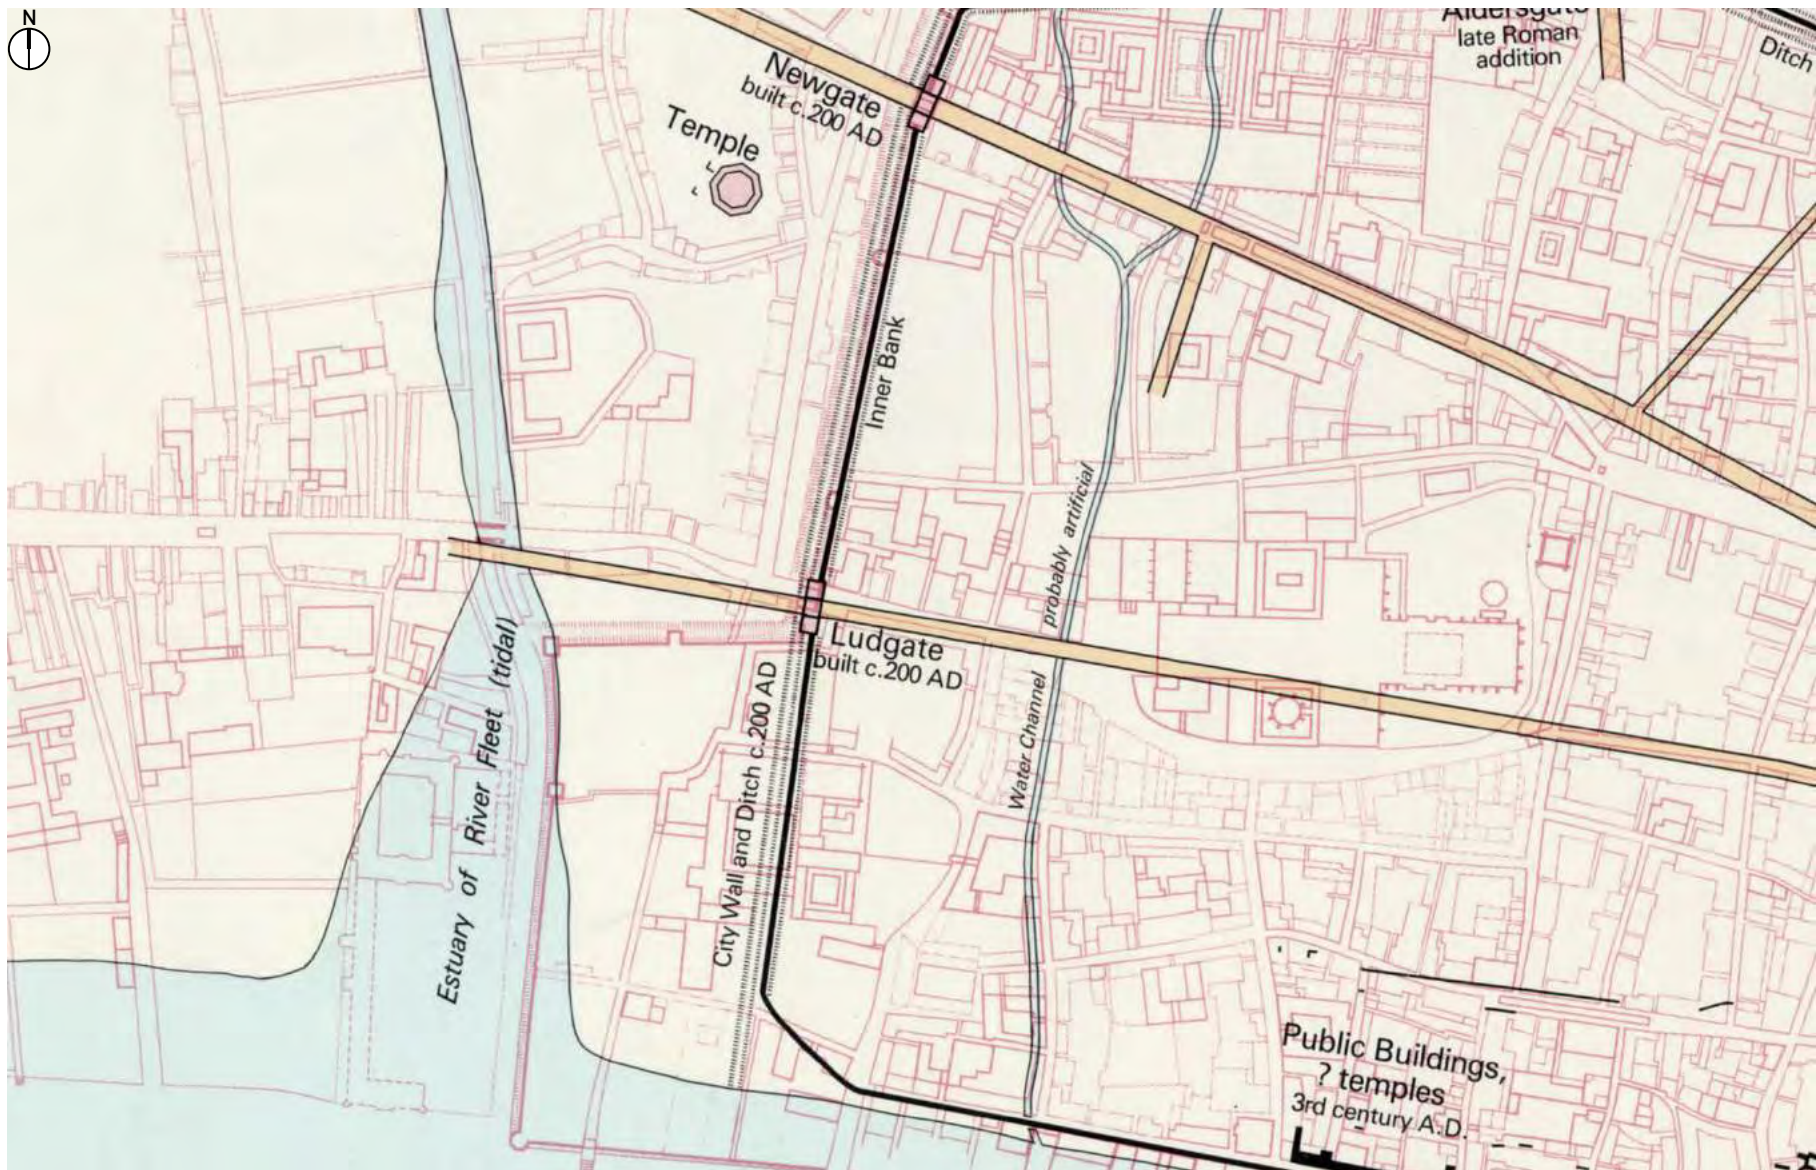 N
Aldersgate
late Roman
addition
Ditch
Newgate
built c.200 AD
Temple
Inner Bank
probably artificial
Water Channel
Ludgate
built c.200 AD
City Wall and Ditch c.200 AD
Estuary of River Fleet (tidal)
Public Buildings,
? temples
3rd century A.D.